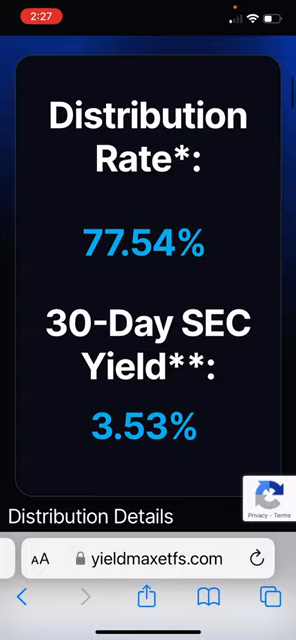 2:27
Distribution
Rate*:
77.54%
30-Day SEC
Yield**:
3.53%
Privacy - Terms
Distribution Details
AA
yieldmaxetfs.com